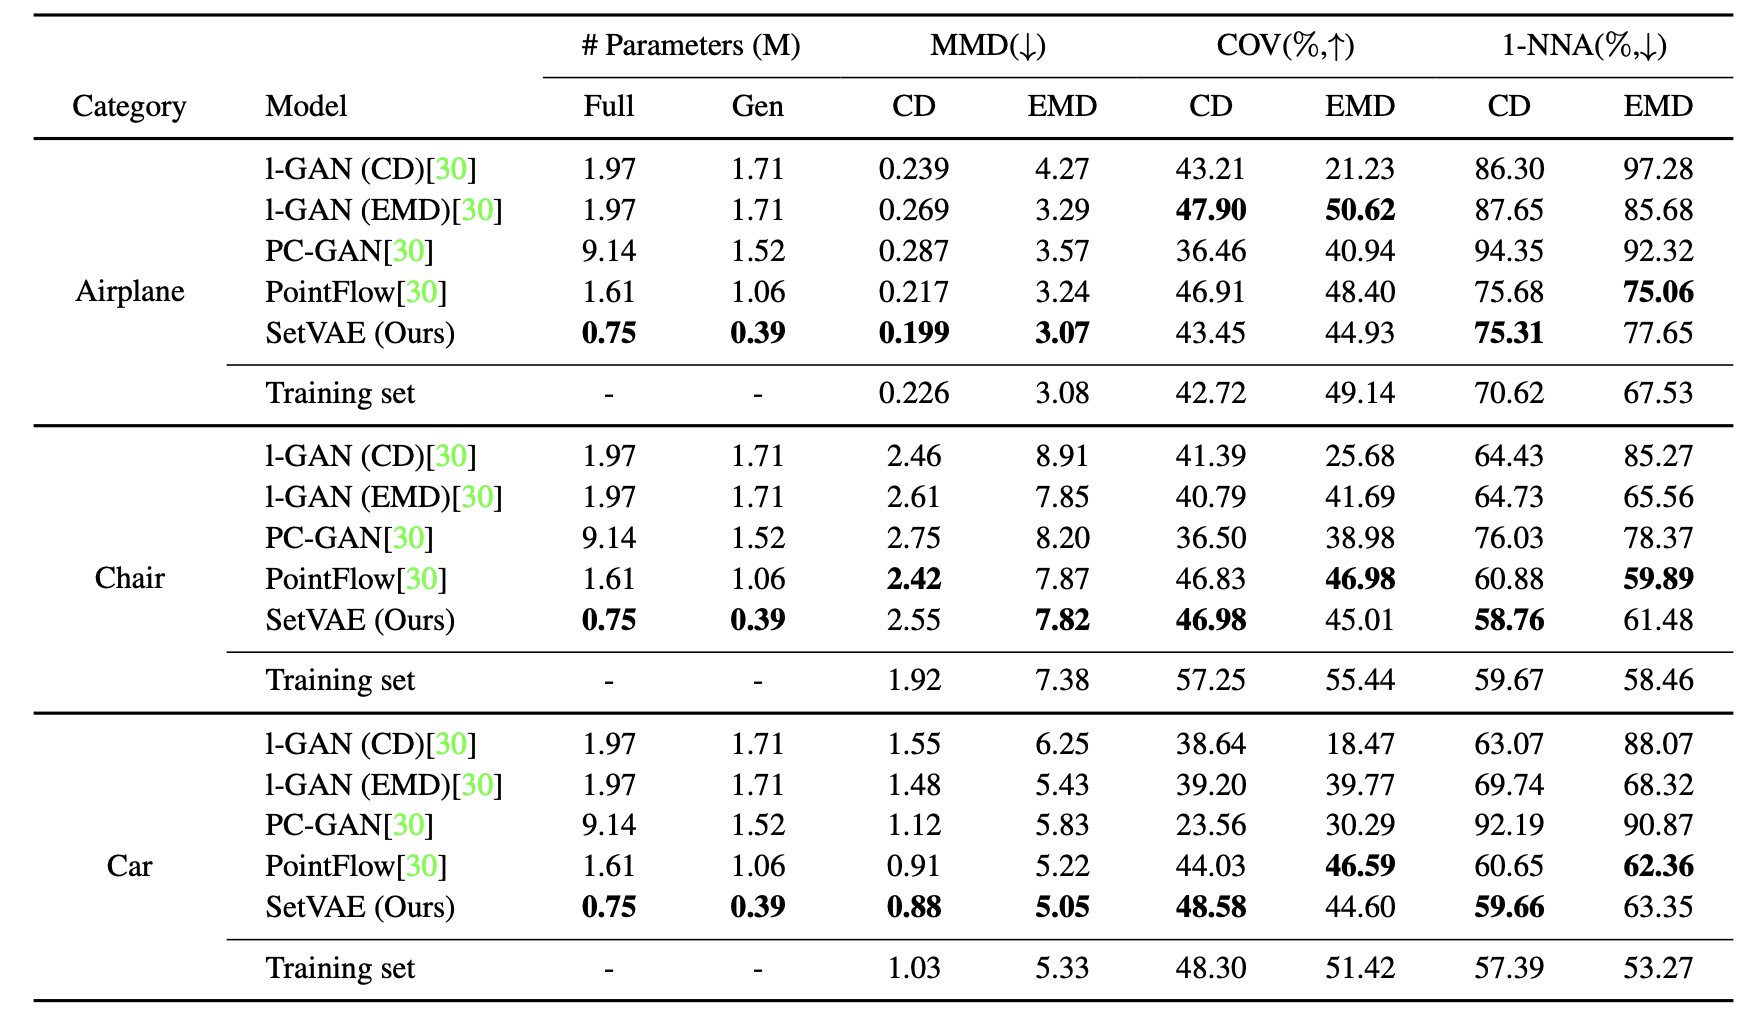 # Parameters (M) MMD(↓) COV(%,↑) 1-NNA(%,↓)
Category Model Full Gen CD EMD CD EMD CD EMD
l-GAN (CD)[30] 1.97 1.71 0.239 4.27 43.21 21.23 86.30 97.28
l-GAN (EMD)[30] 1.97 1.71 0.269 3.29 47.90 50.62 87.65 85.68
PC-GAN[30] 9.14 1.52 0.287 3.57 36.46 40.94 94.35 92.32
Airplane PointFlow[30] 1.61 1.06 0.217 3.24 46.91 48.40 75.68 75.06
SetVAE (Ours) 0.75 0.39 0.199 3.07 43.45 44.93 75.31 77.65
Training set - - 0.226 3.08 42.72 49.14 70.62 67.53
l-GAN (CD)[30] 1.97 1.71 2.46 8.91 41.39 25.68 64.43 85.27
l-GAN (EMD)[30] 1.97 1.71 2.61 7.85 40.79 41.69 64.73 65.56
PC-GAN[30] 9.14 1.52 2.75 8.20 36.50 38.98 76.03 78.37
Chair PointFlow[30] 1.61 1.06 2.42 7.87 46.83 46.98 60.88 59.89
SetVAE (Ours) 0.75 0.39 2.55 7.82 46.98 45.01 58.76 61.48
Training set - - 1.92 7.38 57.25 55.44 59.67 58.46
l-GAN (CD)[30] 1.97 1.71 1.55 6.25 38.64 18.47 63.07 88.07
l-GAN (EMD)[30] 1.97 1.71 1.48 5.43 39.20 39.77 69.74 68.32
PC-GAN[30] 9.14 1.52 1.12 5.83 23.56 30.29 92.19 90.87
Car PointFlow[30] 1.61 1.06 0.91 5.22 44.03 46.59 60.65 62.36
SetVAE (Ours) 0.75 0.39 0.88 5.05 48.58 44.60 59.66 63.35
Training set - - 1.03 5.33 48.30 51.42 57.39 53.27